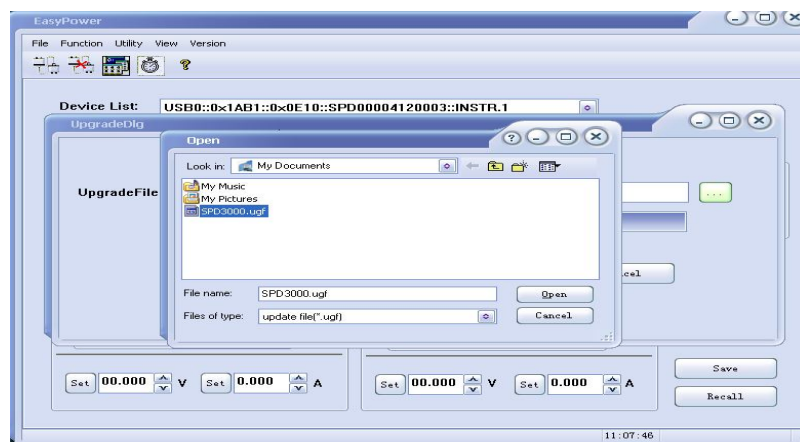 EasyPower
File Function Utility View Version
Device List: USB0::0x1AB1::0x0E10::SPD00004120003::INSTR.1
UpgradeDlg
Open
Look in: My Documents
My Music
My Pictures
UpgradeFile
...
SPD3000.ugf
cel
File name: SPD3000.ugf Open
Files of type: update file(*.ugf) Cancel
Set 00.000 V Set 0.000 A Set 00.000 V Set 0.000 A
Save
Recall
11:07:46